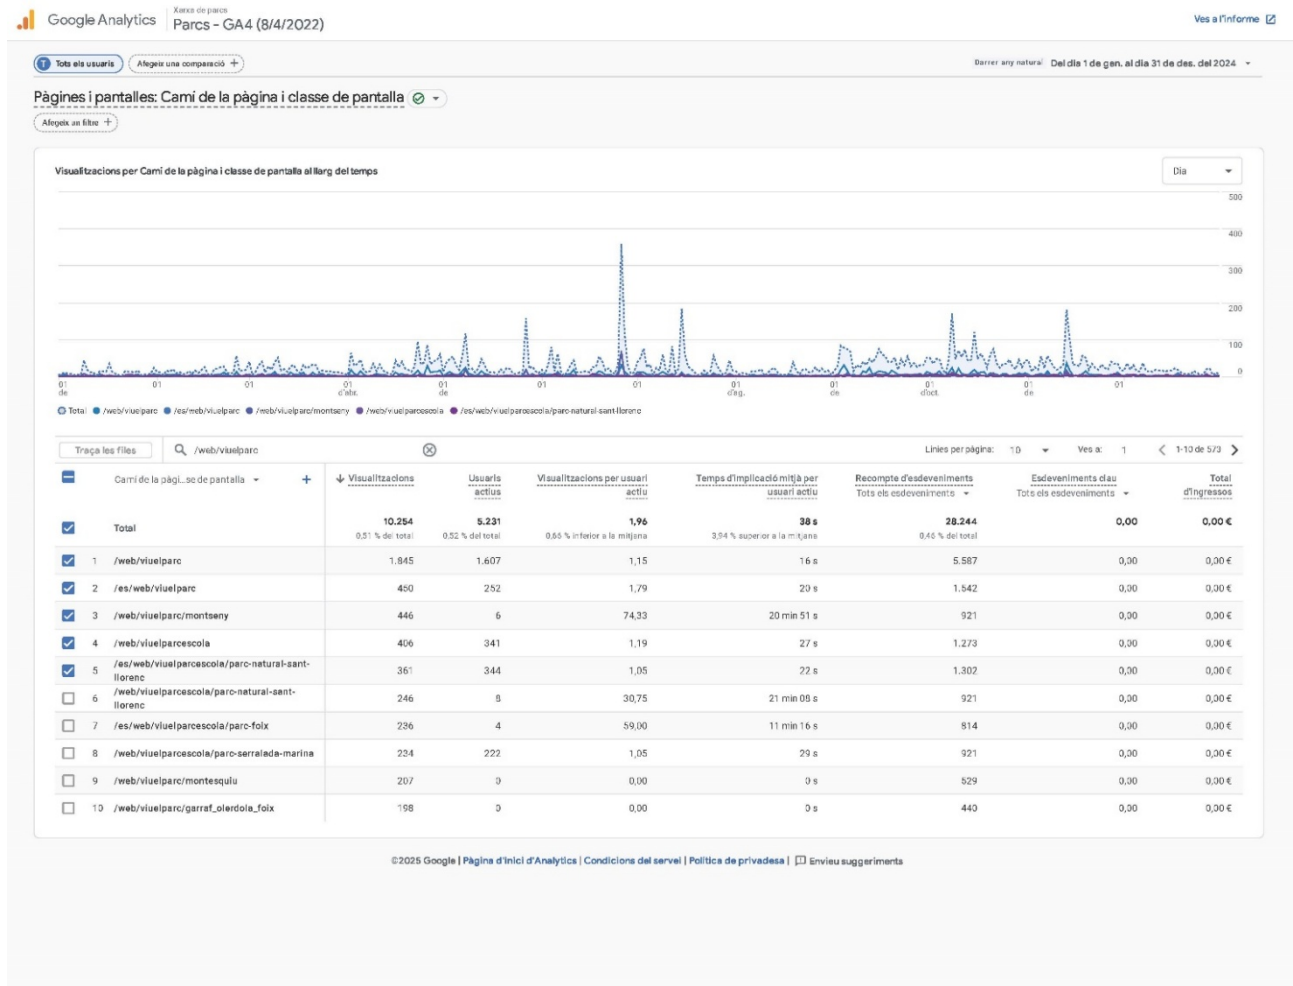 Google Analytics
Xarxa de parcs
Parcs - GA4 (8/4/2022)
Ves a l'informe
T Tots els usuaris
Afegeix una comparació +
Darrer any natural Del dia 1 de gen. al dia 31 de des. del 2024
Pàgines i pantalles: Camí de la pàgina i classe de pantalla
Afegeix un filtre +
Visualitzacions per Camí de la pàgina i classe de pantalla al llarg del temps
Dia
500
400
300
200
100
0
01 de
01
01
01 d'abr.
01 de
01
01
01 d'ag.
01 de
01 d'oct.
01 de
01
Total /web/viuelparc /es/web/viuelparc /web/viuelparc/montseny /web/viuelparcescola /es/web/viuelparcescola/parc-natural-sant-llorenc
Traça les files /web/viuelparc Línies per pàgina: 10 Ves a: 1 1-10 de 573
Camí de la pàgi...se de pantalla + ↓ Visualitzacions Usuaris actius Visualitzacions per usuari actiu Temps d'implicació mitjà per usuari actiu Recompte d'esdeveniments Tots els esdeveniments Esdeveniments clau Tots els esdeveniments Total d'ingressos
Total 10.254 5.231 1,96 38 s 28.244 0,00 0,00 €
0,51 % del total 0,52 % del total 0,66 % inferior a la mitjana 3,94 % superior a la mitjana 0,46 % del total
1 /web/viuelparc 1.845 1.607 1,15 16 s 5.587 0,00 0,00 €
2 /es/web/viuelparc 450 252 1,79 20 s 1.542 0,00 0,00 €
3 /web/viuelparc/montseny 446 6 74,33 20 min 51 s 921 0,00 0,00 €
4 /web/viuelparcescola 406 341 1,19 27 s 1.273 0,00 0,00 €
5 /es/web/viuelparcescola/parc-natural-sant-llorenc 361 344 1,05 22 s 1.302 0,00 0,00 €
6 /web/viuelparcescola/parc-natural-sant-llorenc 246 8 30,75 21 min 08 s 921 0,00 0,00 €
7 /es/web/viuelparcescola/parc-foix 236 4 59,00 11 min 16 s 814 0,00 0,00 €
8 /web/viuelparcescola/parc-serralada-marina 234 222 1,05 29 s 921 0,00 0,00 €
9 /web/viuelparc/montesquiu 207 0 0,00 0 s 529 0,00 0,00 €
10 /web/viuelparc/garraf_olerdola_foix 198 0 0,00 0 s 440 0,00 0,00 €
©2025 Google | Pàgina d'inici d'Analytics | Condicions del servei | Política de privadesa | Envieu suggeriments